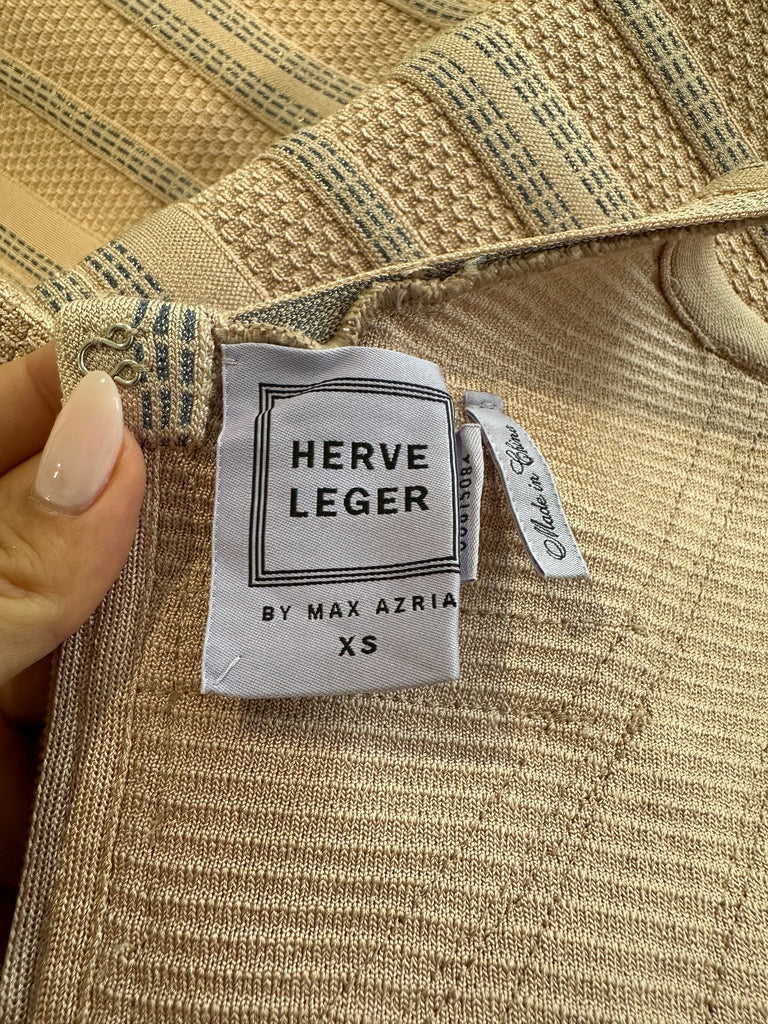 HERVE
LEGER
BY MAX AZRIA
XS
Made in China